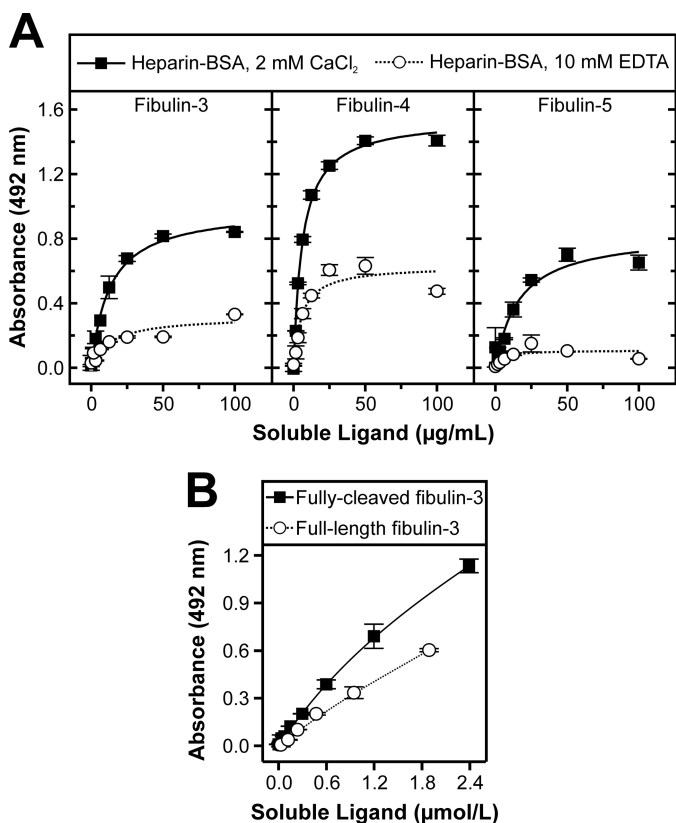 A
Heparin-BSA, 2 mM CaCl₂ Heparin-BSA, 10 mM EDTA
Fibulin-3 Fibulin-4 Fibulin-5
Absorbance (492 nm)
1.6
1.2
0.8
0.4
0.0
0 50 100 0 50 100 0 50 100
Soluble Ligand (µg/mL)
B
Fully-cleaved fibulin-3
Full-length fibulin-3
Absorbance (492 nm)
1.2
0.9
0.6
0.3
0.0
0.0 0.6 1.2 1.8 2.4
Soluble Ligand (µmol/L)